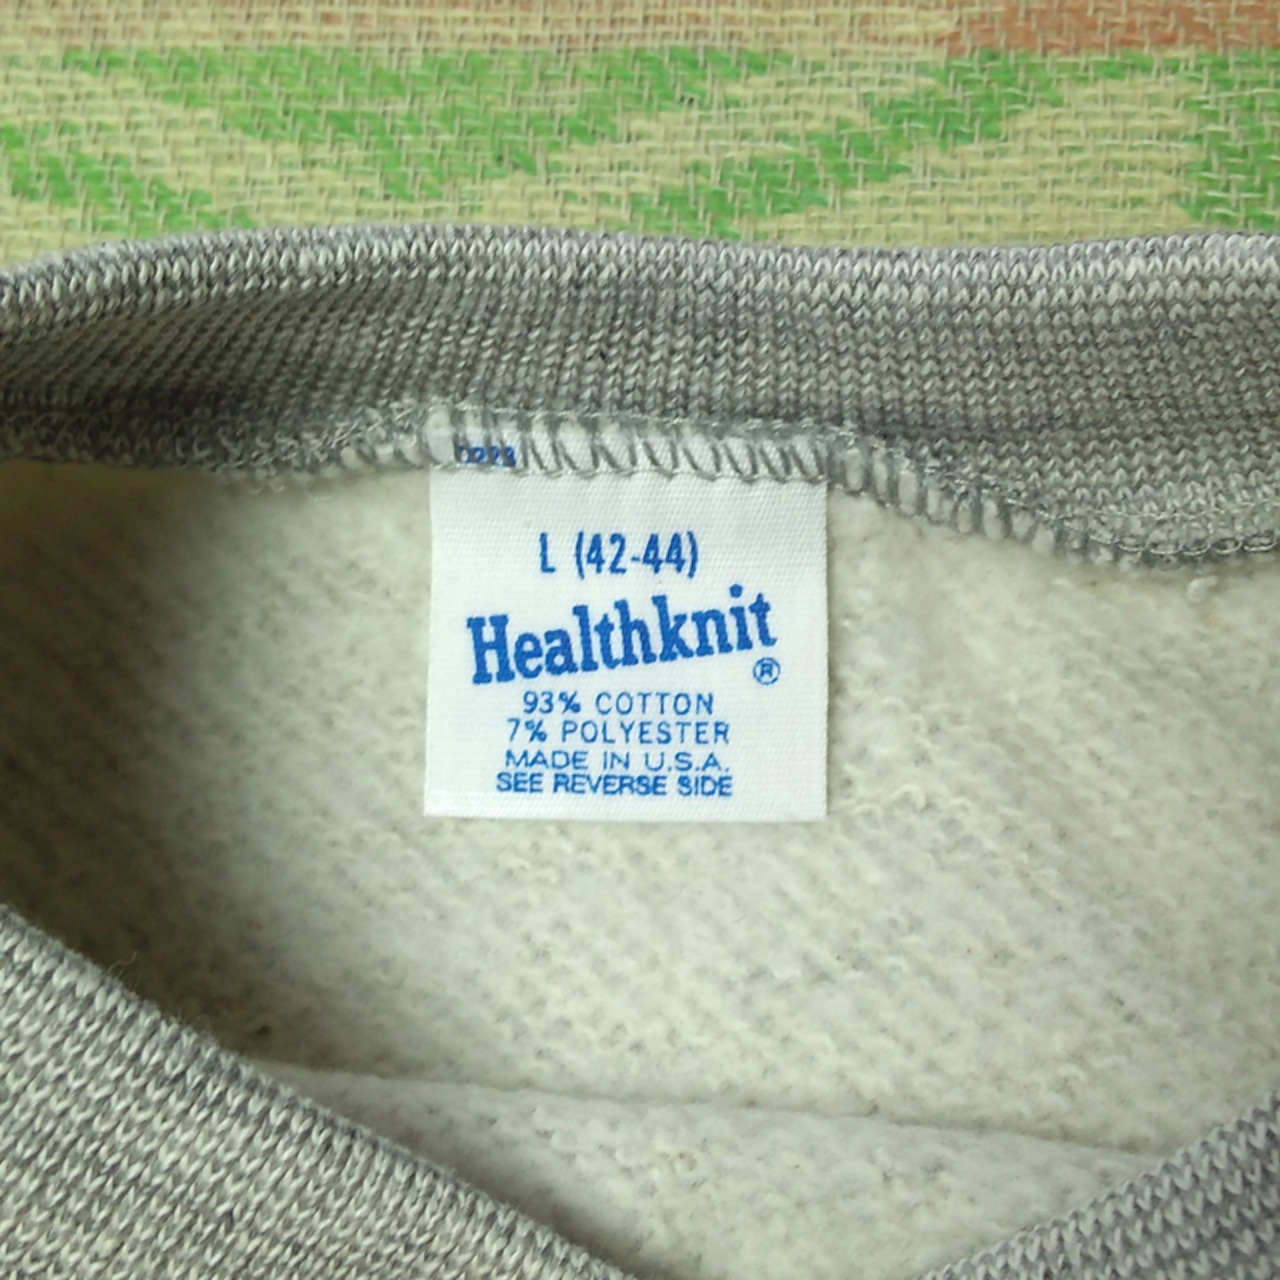 L (42-44)
Healthknit
®
93% COTTON
7% POLYESTER
MADE IN U.S.A.
SEE REVERSE SIDE